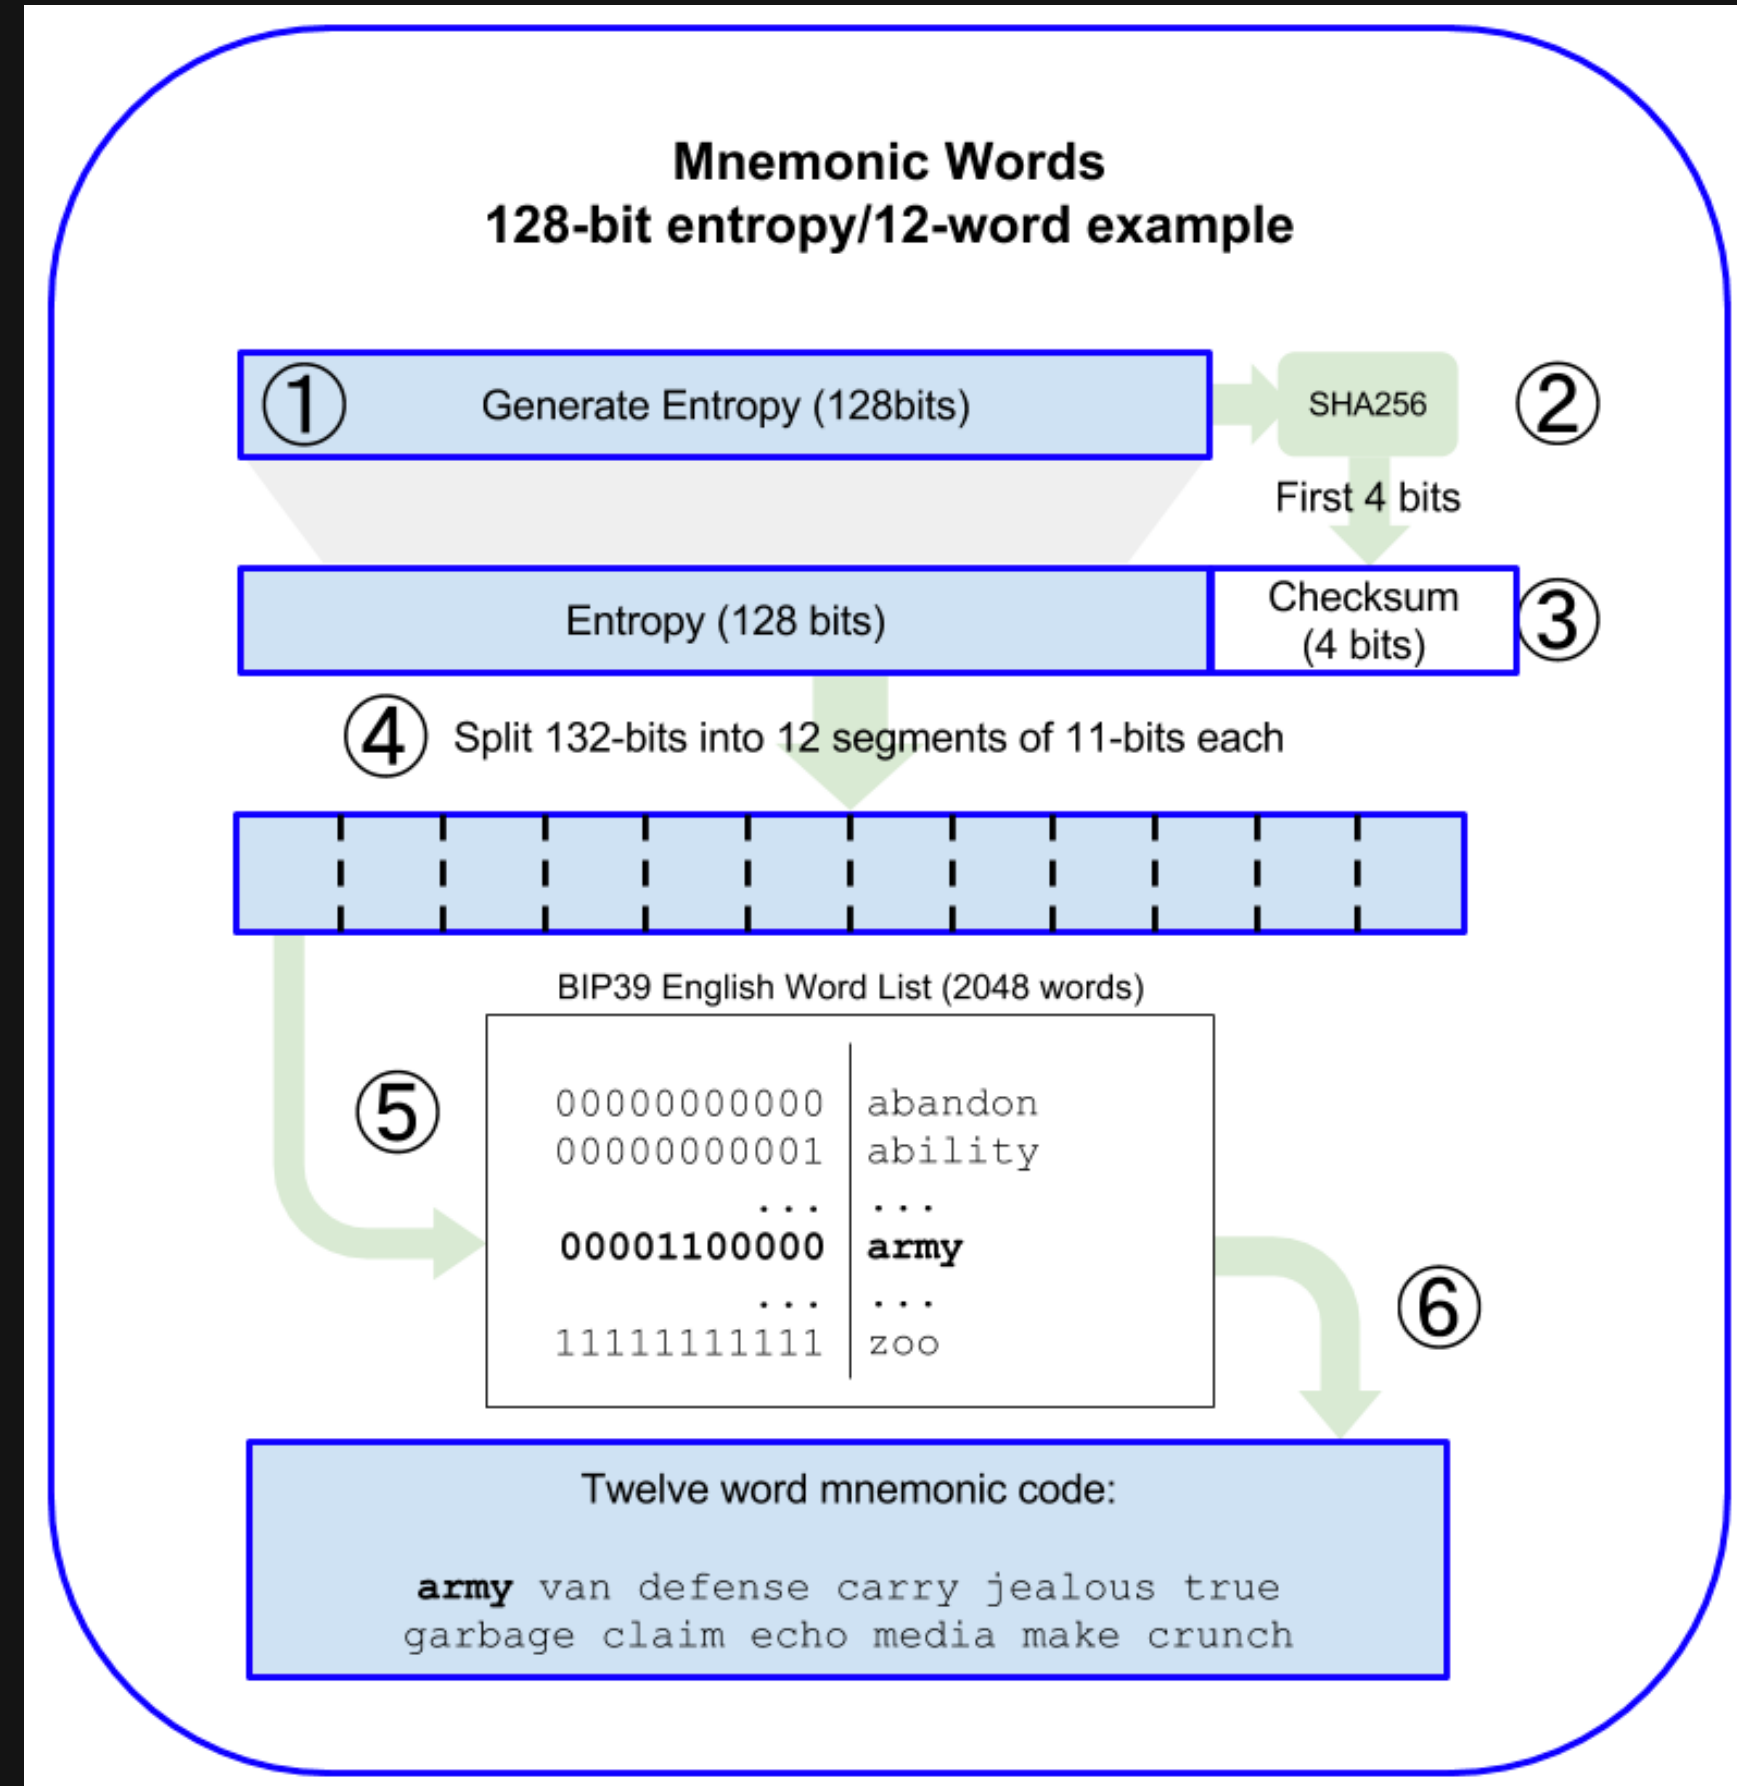 Mnemonic Words
128-bit entropy/12-word example
① Generate Entropy (128bits)
SHA256
②
First 4 bits
Entropy (128 bits)
Checksum
(4 bits)
③
④ Split 132-bits into 12 segments of 11-bits each
BIP39 English Word List (2048 words)
⑤
00000000000 abandon
00000000001 ability
... ...
00001100000 army
... ...
11111111111 zoo
⑥
Twelve word mnemonic code:
army van defense carry jealous true
garbage claim echo media make crunch